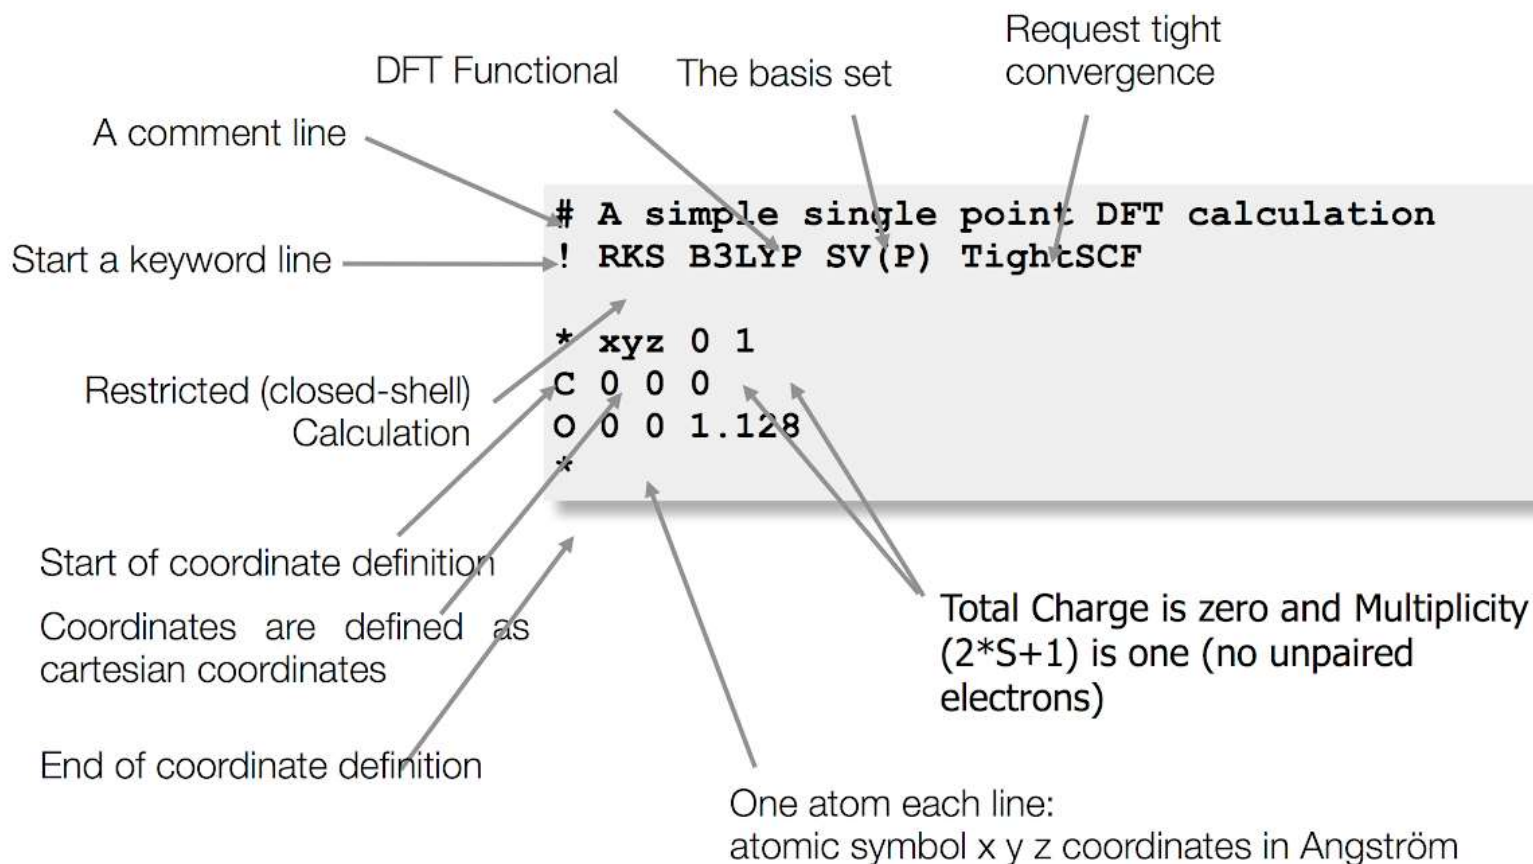 Request tight
convergence
DFT Functional
The basis set
A comment line
# A simple single point DFT calculation
Start a keyword line
! RKS B3LYP SV(P) TightSCF
* xyz 0 1
C 0 0 0
O 0 0 1.128
*
Restricted (closed-shell)
Calculation
Start of coordinate definition
Coordinates are defined as
cartesian coordinates
End of coordinate definition
Total Charge is zero and Multiplicity
(2*S+1) is one (no unpaired
electrons)
One atom each line:
atomic symbol x y z coordinates in Angström